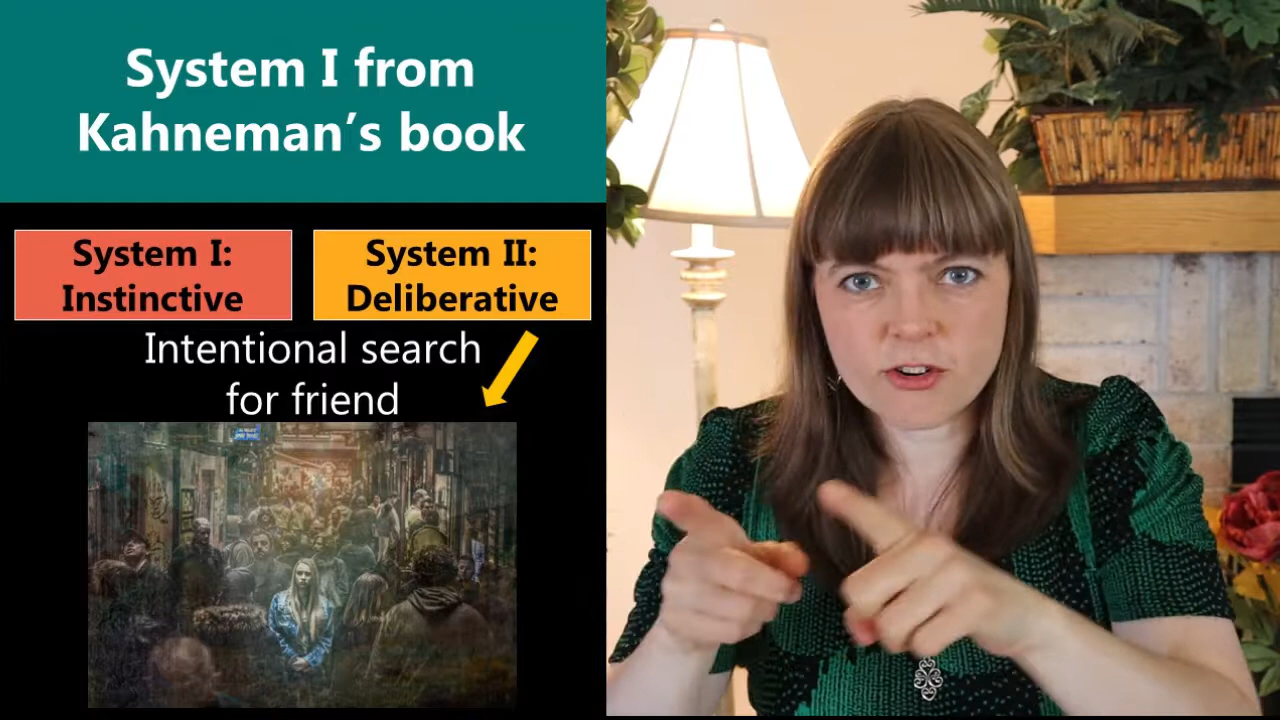 System I from
Kahneman's book
System I:
Instinctive
System II:
Deliberative
Intentional search
for friend